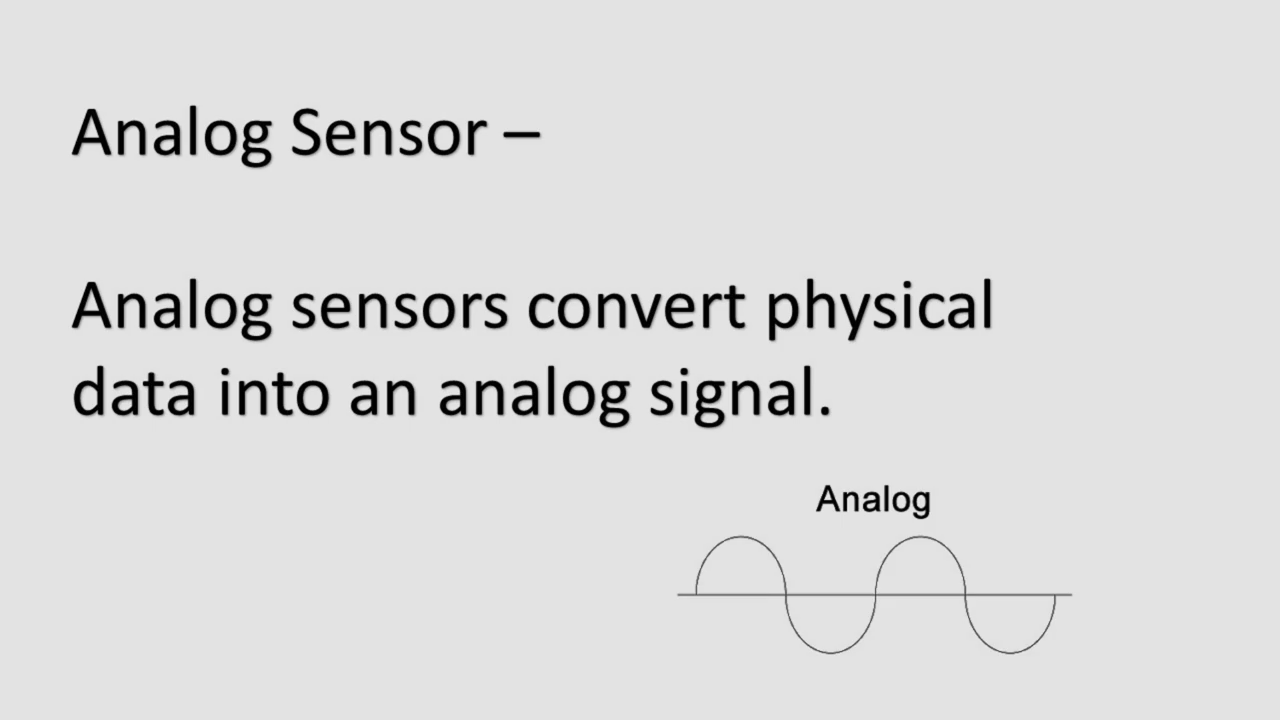 Analog Sensor –
Analog sensors convert physical
data into an analog signal.
Analog